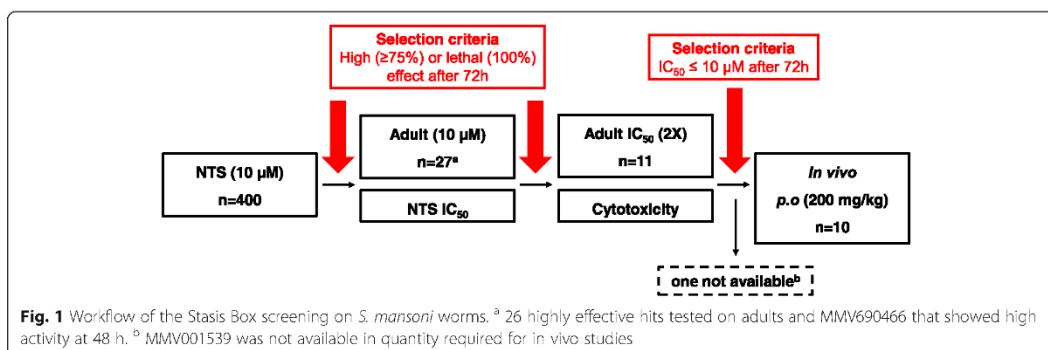 Selection criteria
High (≥75%) or lethal (100%)
effect after 72h
Selection criteria
IC₅₀ ≤ 10 µM after 72h
NTS (10 µM)
n=400
Adult (10 µM)
n=27ᵃ
NTS IC₅₀
Adult IC₅₀ (2X)
n=11
Cytotoxicity
In vivo
p.o (200 mg/kg)
n=10
one not availableᵇ
Fig. 1 Workflow of the Stasis Box screening on S. mansoni worms. ᵃ 26 highly effective hits tested on adults and MMV690466 that showed high
activity at 48 h. ᵇ MMV001539 was not available in quantity required for in vivo studies